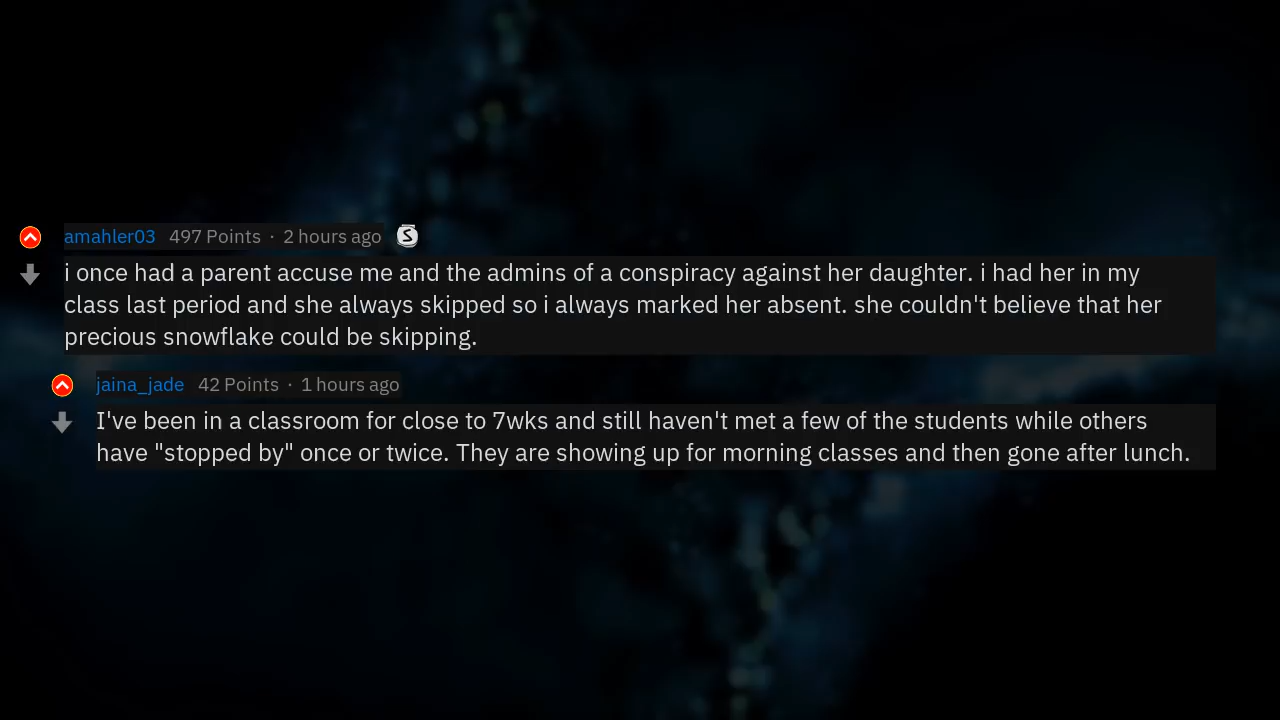 amahler03 497 Points · 2 hours ago S
i once had a parent accuse me and the admins of a conspiracy against her daughter. i had her in my
class last period and she always skipped so i always marked her absent. she couldn't believe that her
precious snowflake could be skipping.
jaina_jade 42 Points · 1 hours ago
I've been in a classroom for close to 7wks and still haven't met a few of the students while others
have "stopped by" once or twice. They are showing up for morning classes and then gone after lunch.